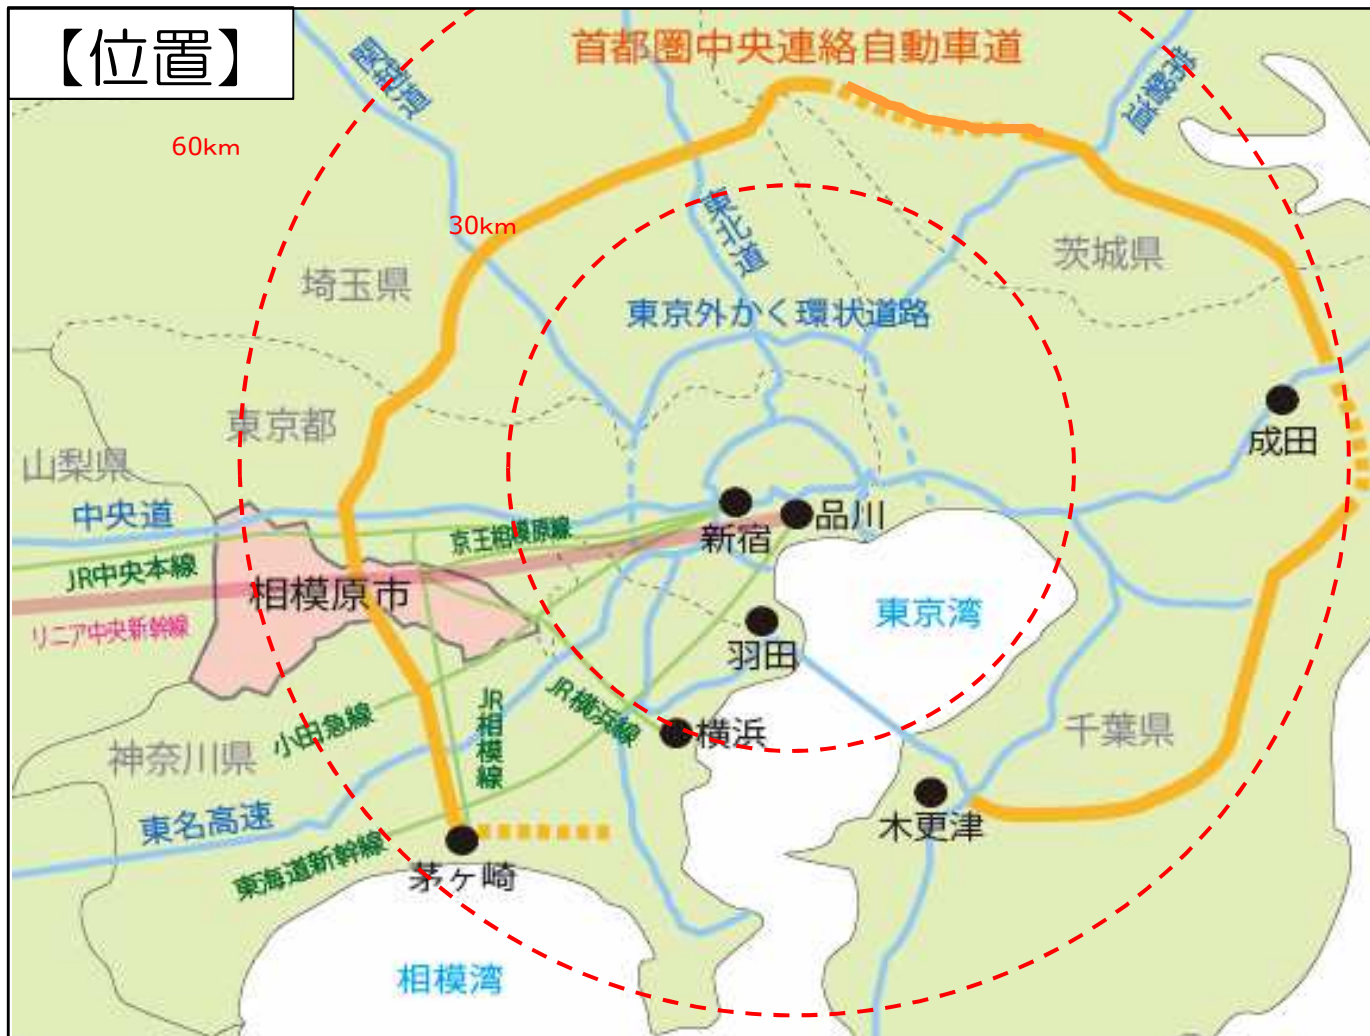 【位置】
首都圏中央連絡自動車道
関越道
常磐道
60km
30km
東北道
茨城県
埼玉県
東京外かく環状道路
東京都
山梨県
成田
中央道
京王相模原線
新宿
品川
JR中央本線
相模原市
リニア中央新幹線
東京湾
羽田
小田急線
JR相模線
JR横浜線
横浜
千葉県
神奈川県
東名高速
木更津
東海道新幹線
茅ヶ崎
相模湾